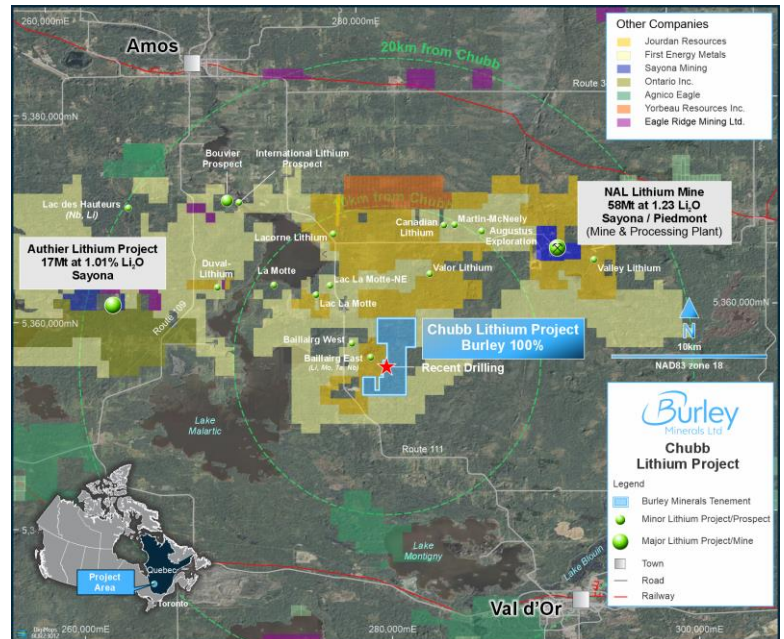 260,000mE
280,000mE
Amos
20km from Chubb
Route 3
5,380,000mN
Other Companies
Jourdan Resources
First Energy Metals
Sayona Mining
Ontario Inc.
Agnico Eagle
Yorbeau Resources Inc.
Eagle Ridge Mining Ltd.
Bouvier
Prospect
International Lithium
Prospect
Lac des Hauteurs
(Nb, Li)
10km from Chubb
Canadian
Lithium
Martin-McNeely
Augustus
Exploration
NAL Lithium Mine
58Mt at 1.23 Li2O
Sayona / Piedmont
(Mine & Processing Plant)
Authier Lithium Project
17Mt at 1.01% Li2O
Sayona
Duval-
Lithium
La Motte
Lacorne Lithium
Lac La Motte-NE
Lac La Motte
Valor Lithium
Valley Lithium
5,360,000mN
5,360,000mN
Route 109
Baillairg West
Baillairg East
(Li, Mo, Ta, Nb)
Chubb Lithium Project
Burley 100%
Recent Drilling
N
10km
NAD83 zone 18
Lake
Malartic
Route 111
Burley
Minerals Ltd
Chubb
Lithium Project
Legend
Burley Minerals Tenement
Minor Lithium Project/Prospect
Major Lithium Project/Mine
Town
Road
Railway
5,3
Quebec
Project
Area
Toronto
Lake
Montigny
Lake Blouin
Val d'Or
DigiMaps
260,000mE
280,000mE
300,000mE